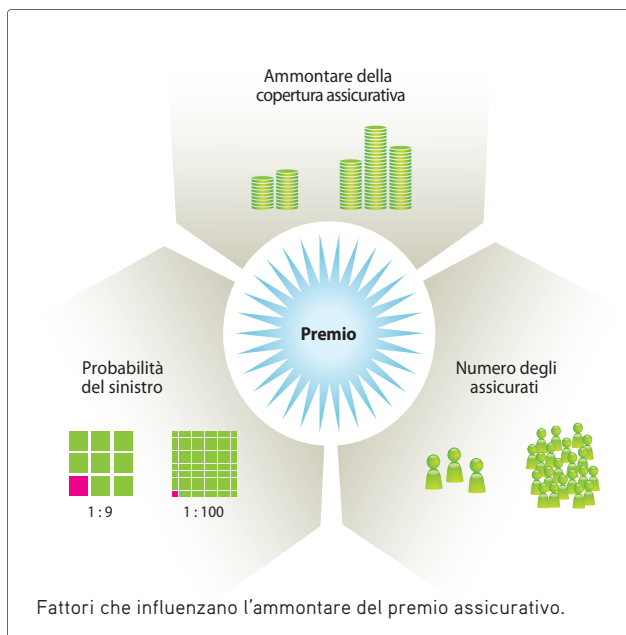 Ammontare della
copertura assicurativa
Premio
Probabilità
del sinistro
1 : 9
1 : 100
Numero degli
assicurati
Fattori che influenzano l'ammontare del premio assicurativo.